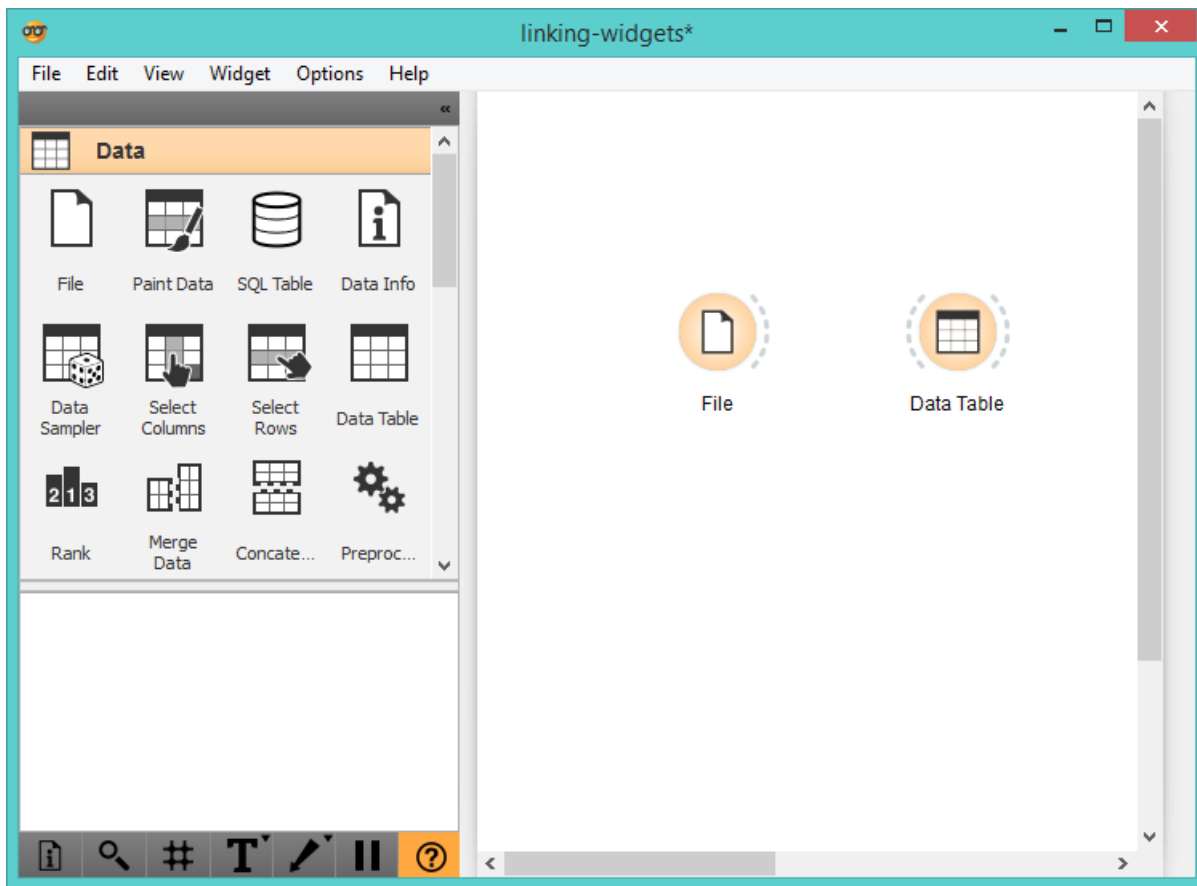 linking-widgets*
File Edit View Widget Options Help
Data
File Paint Data SQL Table Data Info
Data Sampler Select Columns Select Rows Data Table
2 1 3
Rank Merge Data Concate... Preproc...
File Data Table
T